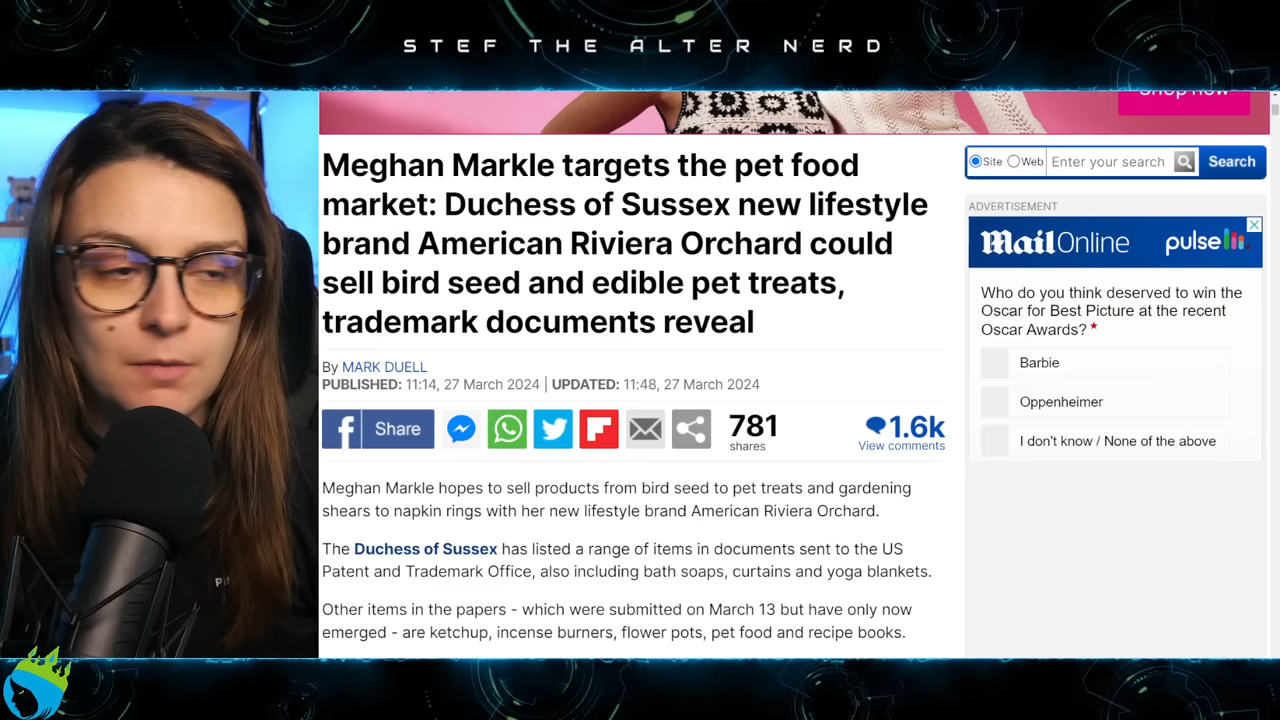 STEF THE ALTER NERD
Shop now
Meghan Markle targets the pet food
market: Duchess of Sussex new lifestyle
brand American Riviera Orchard could
sell bird seed and edible pet treats,
trademark documents reveal
By MARK DUELL
PUBLISHED: 11:14, 27 March 2024 | UPDATED: 11:48, 27 March 2024
Share
781
shares
1.6k
View comments
Meghan Markle hopes to sell products from bird seed to pet treats and gardening
shears to napkin rings with her new lifestyle brand American Riviera Orchard.
The Duchess of Sussex has listed a range of items in documents sent to the US
Patent and Trademark Office, also including bath soaps, curtains and yoga blankets.
Other items in the papers - which were submitted on March 13 but have only now
emerged - are ketchup, incense burners, flower pots, pet food and recipe books.
Site Web Enter your search Search
ADVERTISEMENT
MailOnline pulse
Who do you think deserved to win the
Oscar for Best Picture at the recent
Oscar Awards? *
Barbie
Oppenheimer
I don't know / None of the above